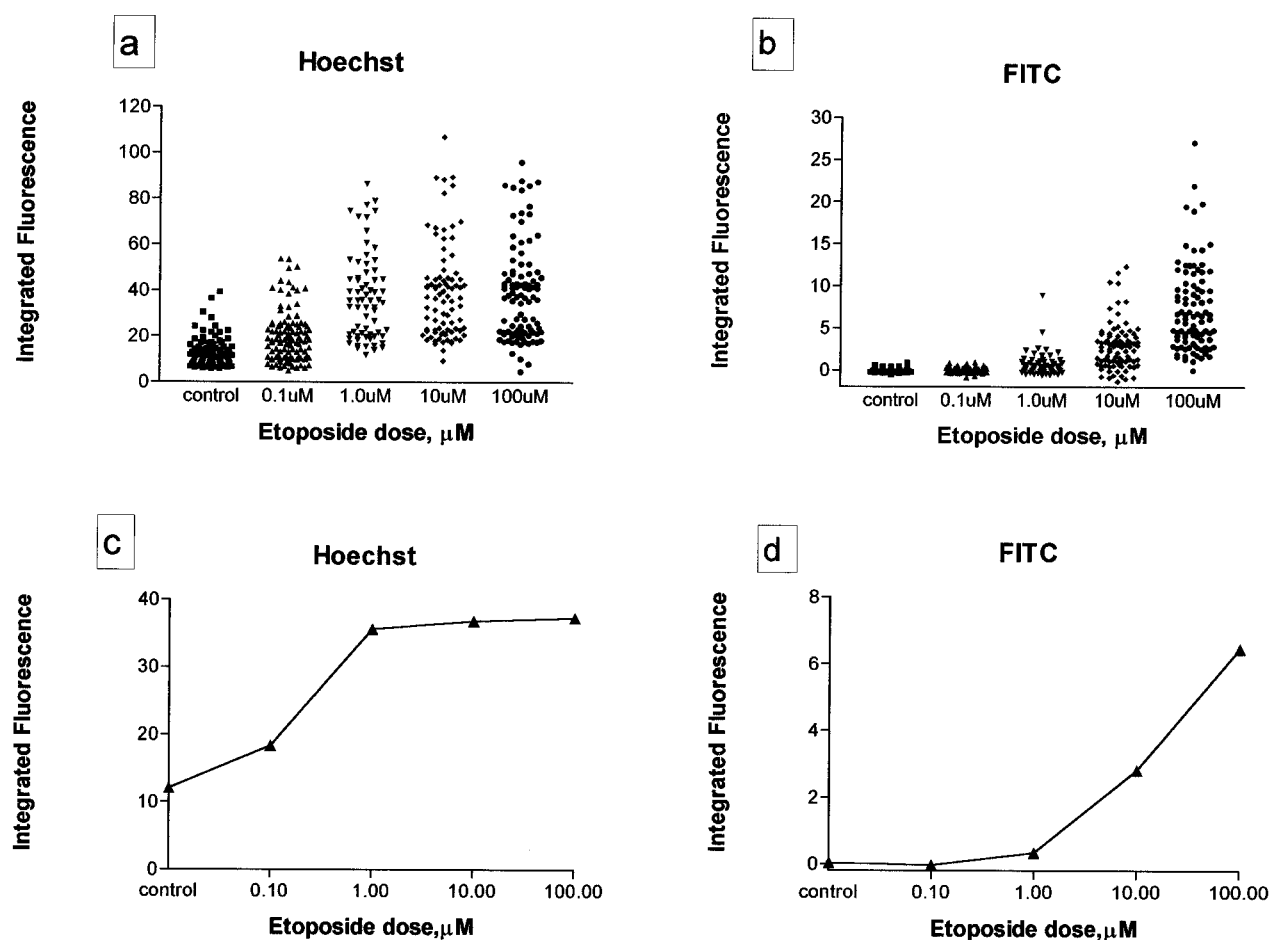 a
Hoechst
Integrated Fluorescence
120
100
80
60
40
20
0
control 0.1uM 1.0uM 10uM 100uM
Etoposide dose, μM
b
FITC
Integrated Fluorescence
30
25
20
15
10
5
0
control 0.1uM 1.0uM 10uM 100uM
Etoposide dose, μM
c
Hoechst
Integrated Fluorescence
40
30
20
10
0
control 0.10 1.00 10.00 100.00
Etoposide dose,μM
d
FITC
Integrated Fluorescence
8
6
4
2
0
control 0.10 1.00 10.00 100.00
Etoposide dose,μM